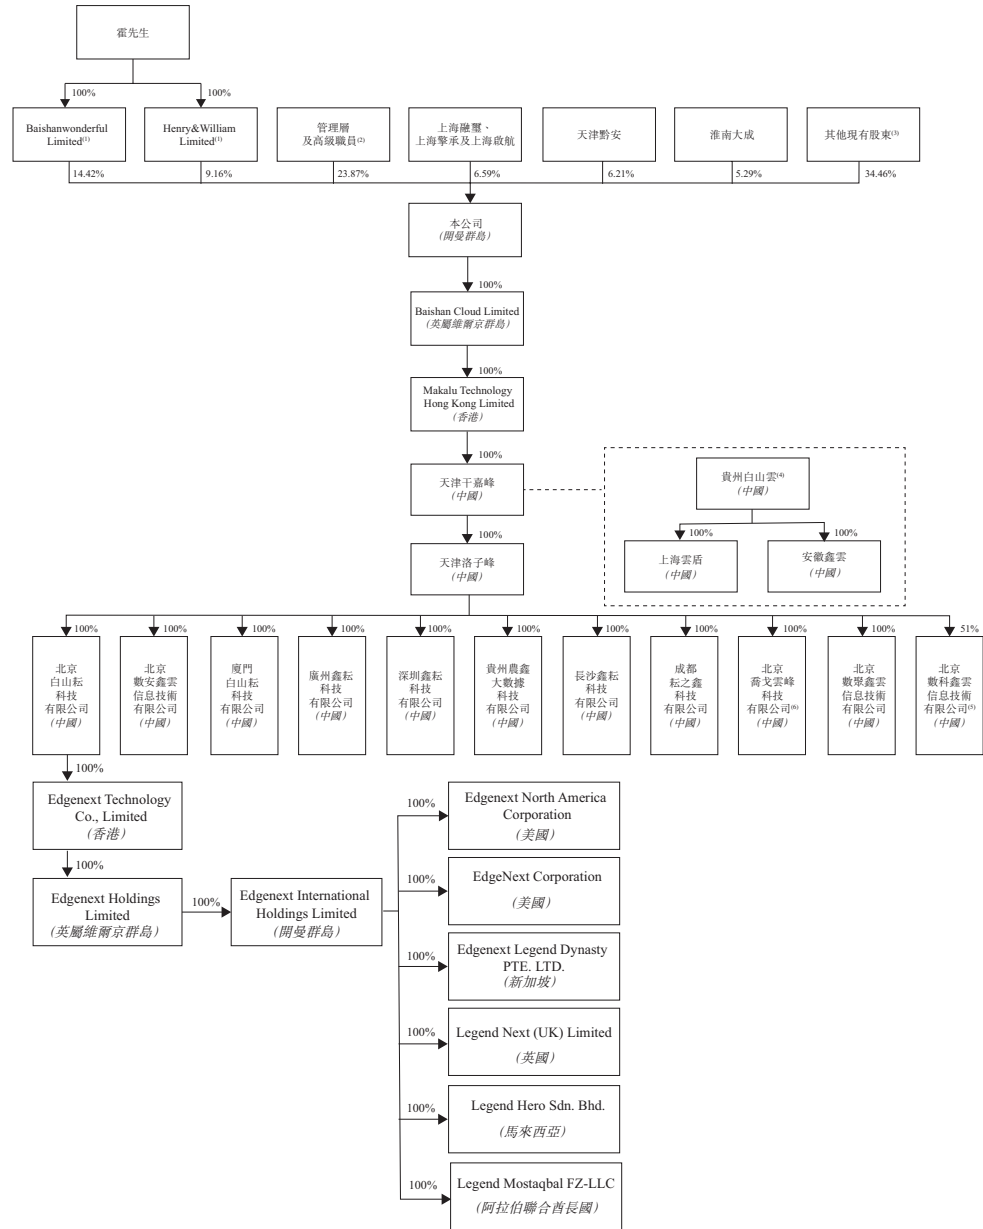 霍先生
100%
100%
Baishanwonderful
Limited(1)
Henry&William
Limited(1)
管理層
及高級職員(2)
上海融璽、
上海擎承及上海啟航
天津黔安
淮南大成
其他現有股東(3)
14.42%
9.16%
23.87%
6.59%
6.21%
5.29%
34.46%
本公司
(開曼群島)
100%
Baishan Cloud Limited
(英屬維爾京群島)
100%
Makalu Technology
Hong Kong Limited
(香港)
100%
天津干嘉峰
(中國)
貴州白山雲(4)
(中國)
100%
100%
100%
天津洛子峰
(中國)
上海雲盾
(中國)
安徽鑫雲
(中國)
100%
100%
100%
100%
100%
100%
100%
100%
100%
100%
51%
北京
白山耘
科技
有限公司
(中國)
北京
數安鑫雲
信息技術
有限公司
(中國)
廈門
白山耘
科技
有限公司
(中國)
廣州鑫耘
科技
有限公司
(中國)
深圳鑫耘
科技
有限公司
(中國)
貴州農鑫
大數據
科技
有限公司
(中國)
長沙鑫耘
科技
有限公司
(中國)
成都
耘之鑫
科技
有限公司
(中國)
北京
喬戈雲峰
科技
有限公司(6)
(中國)
北京
數聚鑫雲
信息技術
有限公司
(中國)
北京
數科鑫雲
信息技術
有限公司(5)
(中國)
100%
Edgenext Technology
Co., Limited
(香港)
100%
Edgenext Holdings
Limited
(英屬維爾京群島)
100%
Edgenext International
Holdings Limited
(開曼群島)
100%
Edgenext North America
Corporation
(美國)
100%
EdgeNext Corporation
(美國)
100%
Edgenext Legend Dynasty
PTE. LTD.
(新加坡)
100%
Legend Next (UK) Limited
(英國)
100%
Legend Hero Sdn. Bhd.
(馬來西亞)
100%
Legend Mostaqbal FZ-LLC
(阿拉伯聯合酋長國)